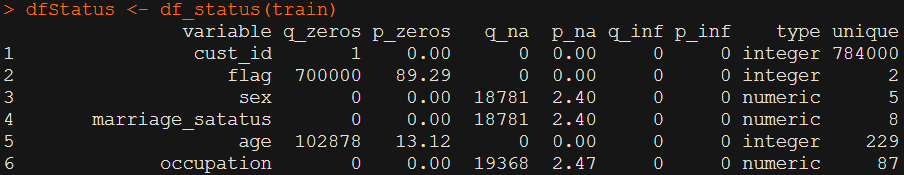 > dfStatus <- df_status(train)
variable q_zeros p_zeros q_na p_na q_inf p_inf type unique
1 cust_id 1 0.00 0 0.00 0 0 integer 784000
2 flag 700000 89.29 0 0.00 0 0 integer 2
3 sex 0 0.00 18781 2.40 0 0 numeric 5
4 marriage_satatus 0 0.00 18781 2.40 0 0 numeric 8
5 age 102878 13.12 0 0.00 0 0 integer 229
6 occupation 0 0.00 19368 2.47 0 0 numeric 87